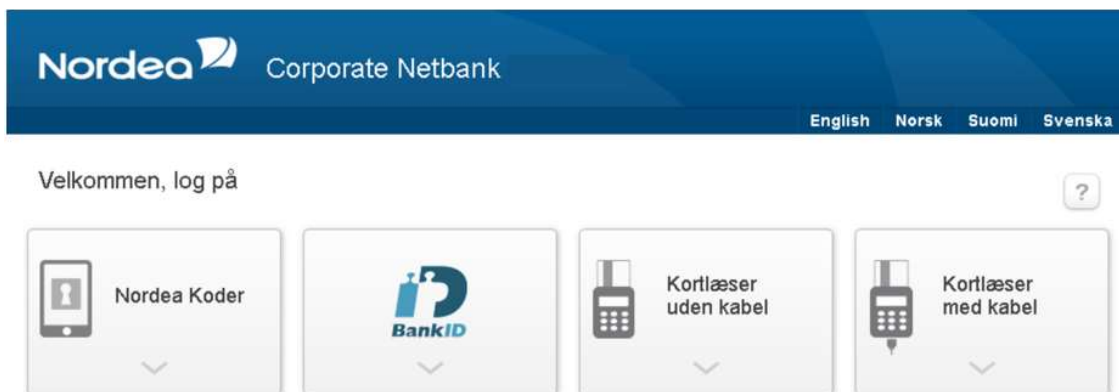 Nordea Corporate Netbank
English Norsk Suomi Svenska
Velkommen, log på
?
Nordea Koder
BankID
Kortlæser
uden kabel
Kortlæser
med kabel